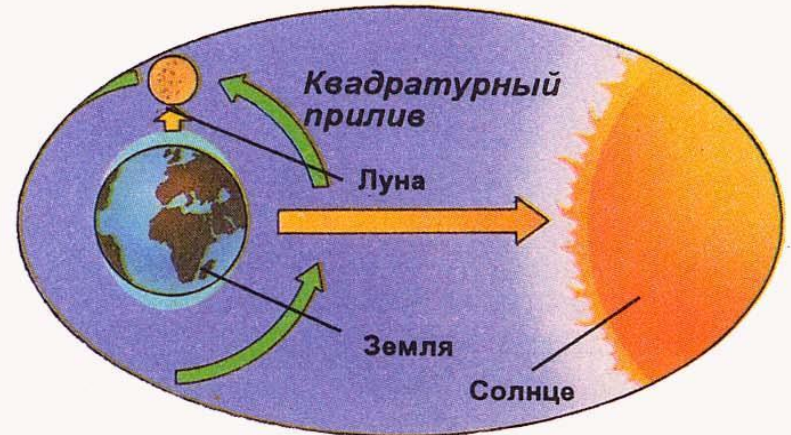 Квадратурный
прилив
Луна
Земля
Солнце